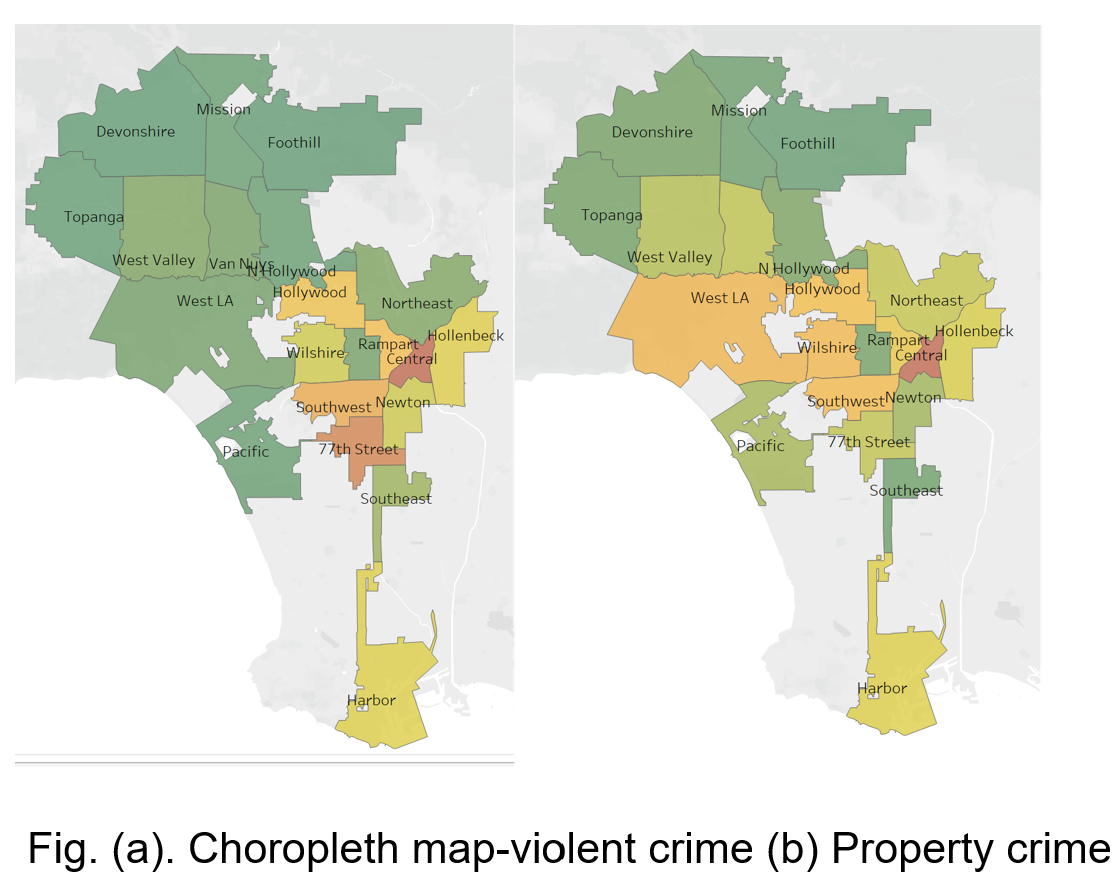 Mission
Devonshire
Foothill
Topanga
West Valley
Van Nuys
N Hollywood
West LA
Hollywood
Northeast
Hollenbeck
Rampart
Wilshire
Central
Southwest
Newton
77th Street
Pacific
Southeast
Harbor
Mission
Devonshire
Foothill
Topanga
West Valley
N Hollywood
West LA
Hollywood
Northeast
Hollenbeck
Rampart
Wilshire
Central
Southwest
Newton
77th Street
Pacific
Southeast
Harbor
Fig. (a). Choropleth map-violent crime (b) Property crime